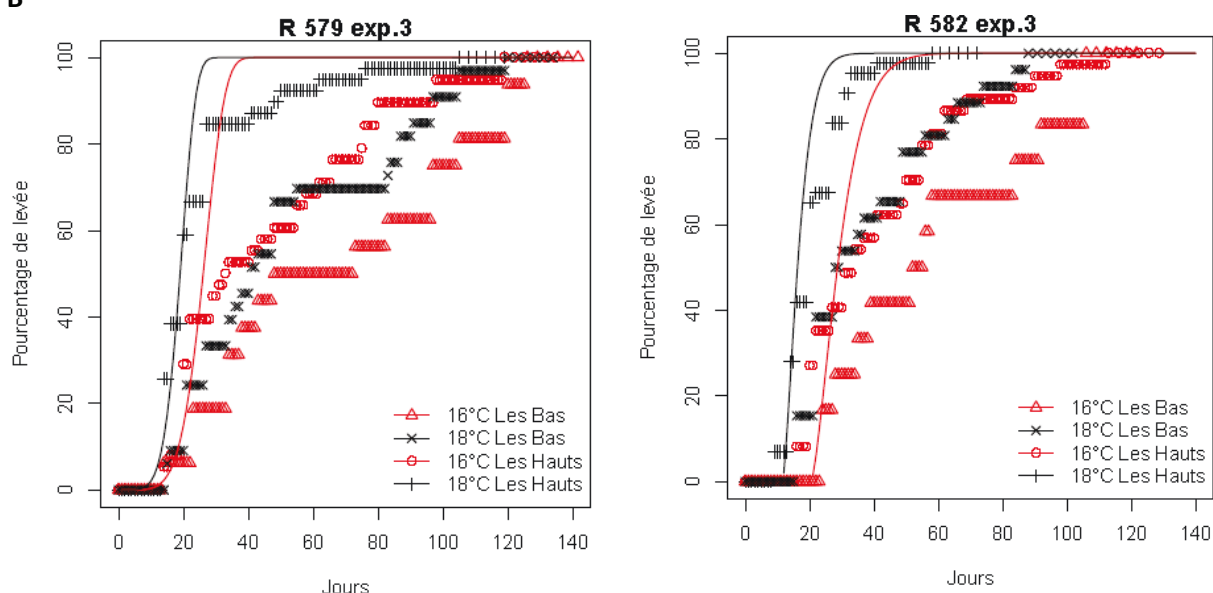 B
R 579 exp.3
Pourcentage de levée
100
80
60
40
20
0
16°C Les Bas
18°C Les Bas
16°C Les Hauts
18°C Les Hauts
0 20 40 60 80 100 120 140
Jours
R 582 exp.3
Pourcentage de levée
100
80
60
40
20
0
16°C Les Bas
18°C Les Bas
16°C Les Hauts
18°C Les Hauts
0 20 40 60 80 100 120 140
Jours